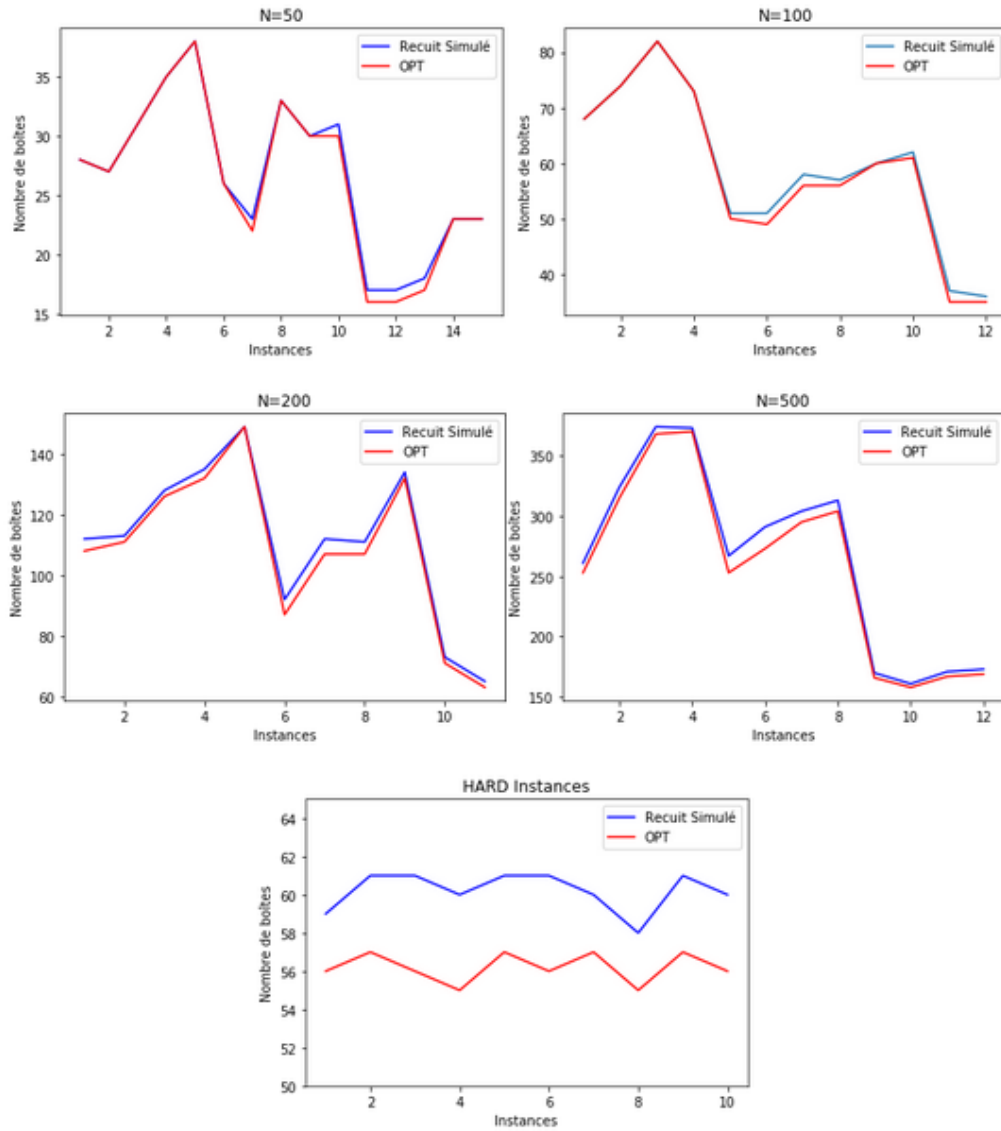 N=50
Recuit Simulé
OPT
Nombre de boîtes
35
30
25
20
15
2 4 6 8 10 12 14
Instances
N=100
Recuit Simulé
OPT
Nombre de boîtes
80
70
60
50
40
2 4 6 8 10 12
Instances
N=200
Recuit Simulé
OPT
Nombre de boîtes
140
120
100
80
60
2 4 6 8 10
Instances
N=500
Recuit Simulé
OPT
Nombre de boîtes
350
300
250
200
150
2 4 6 8 10 12
Instances
HARD Instances
Recuit Simulé
OPT
Nombre de boîtes
64
62
60
58
56
54
52
50
2 4 6 8 10
Instances